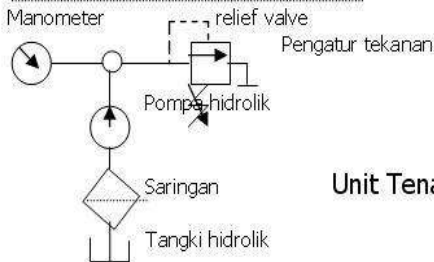 Manometer
relief valve
Pengatur tekanan
Pompa hidrolik
Saringan
Unit Tena
Tangki hidrolik